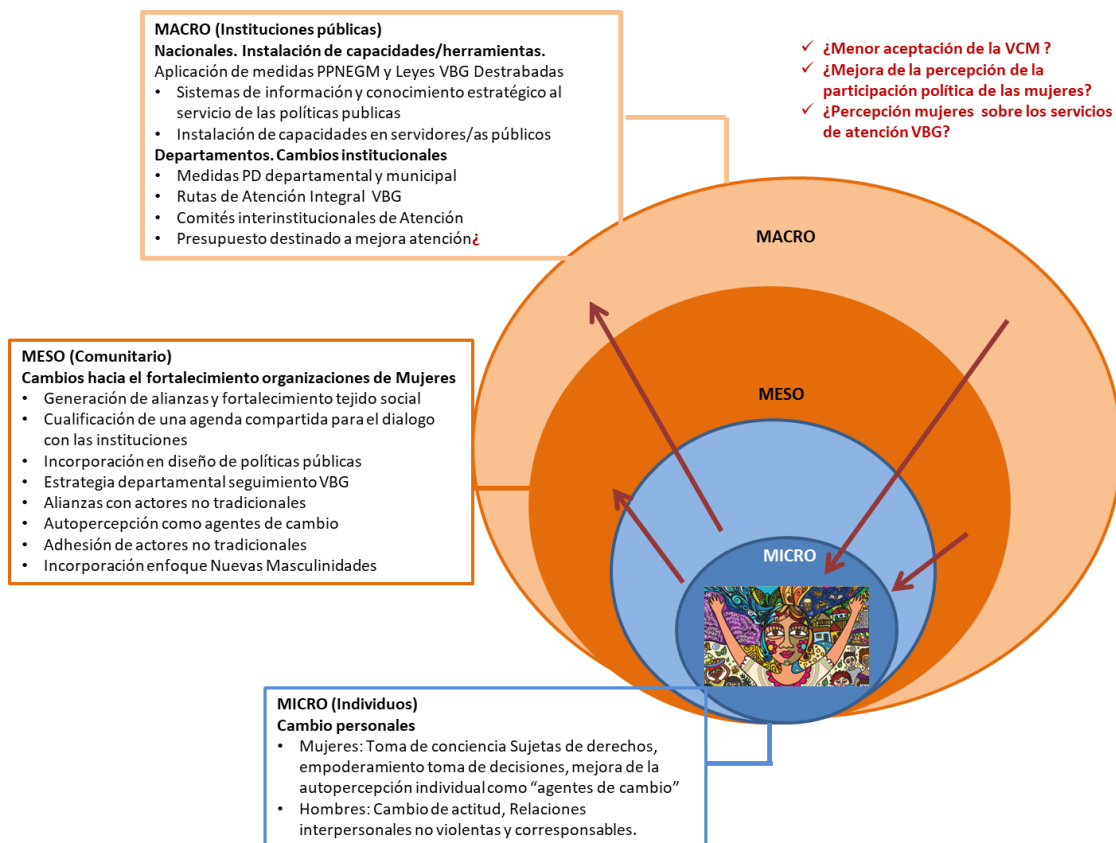 MACRO (Instituciones públicas)
Nacionales. Instalación de capacidades/herramientas.
Aplicación de medidas PPNEGM y Leyes VBG Destrabadas
• Sistemas de información y conocimiento estratégico al
servicio de las políticas publicas
• Instalación de capacidades en servidores/as públicos
Departamentos. Cambios institucionales
• Medidas PD departamental y municipal
• Rutas de Atención Integral VBG
• Comités interinstitucionales de Atención
• Presupuesto destinado a mejora atención¿
✓ ¿Menor aceptación de la VCM ?
✓ ¿Mejora de la percepción de la
participación política de las mujeres?
✓ ¿Percepción mujeres sobre los servicios
de atención VBG?
MACRO
MESO
MICRO
MESO (Comunitario)
Cambios hacia el fortalecimiento organizaciones de Mujeres
• Generación de alianzas y fortalecimiento tejido social
• Cualificación de una agenda compartida para el dialogo
con las instituciones
• Incorporación en diseño de políticas públicas
• Estrategia departamental seguimiento VBG
• Alianzas con actores no tradicionales
• Autopercepción como agentes de cambio
• Adhesión de actores no tradicionales
• Incorporación enfoque Nuevas Masculinidades
MICRO (Individuos)
Cambio personales
• Mujeres: Toma de conciencia Sujetas de derechos,
empoderamiento toma de decisiones, mejora de la
autopercepción individual como “agentes de cambio”
• Hombres: Cambio de actitud, Relaciones
interpersonales no violentas y corresponsables.